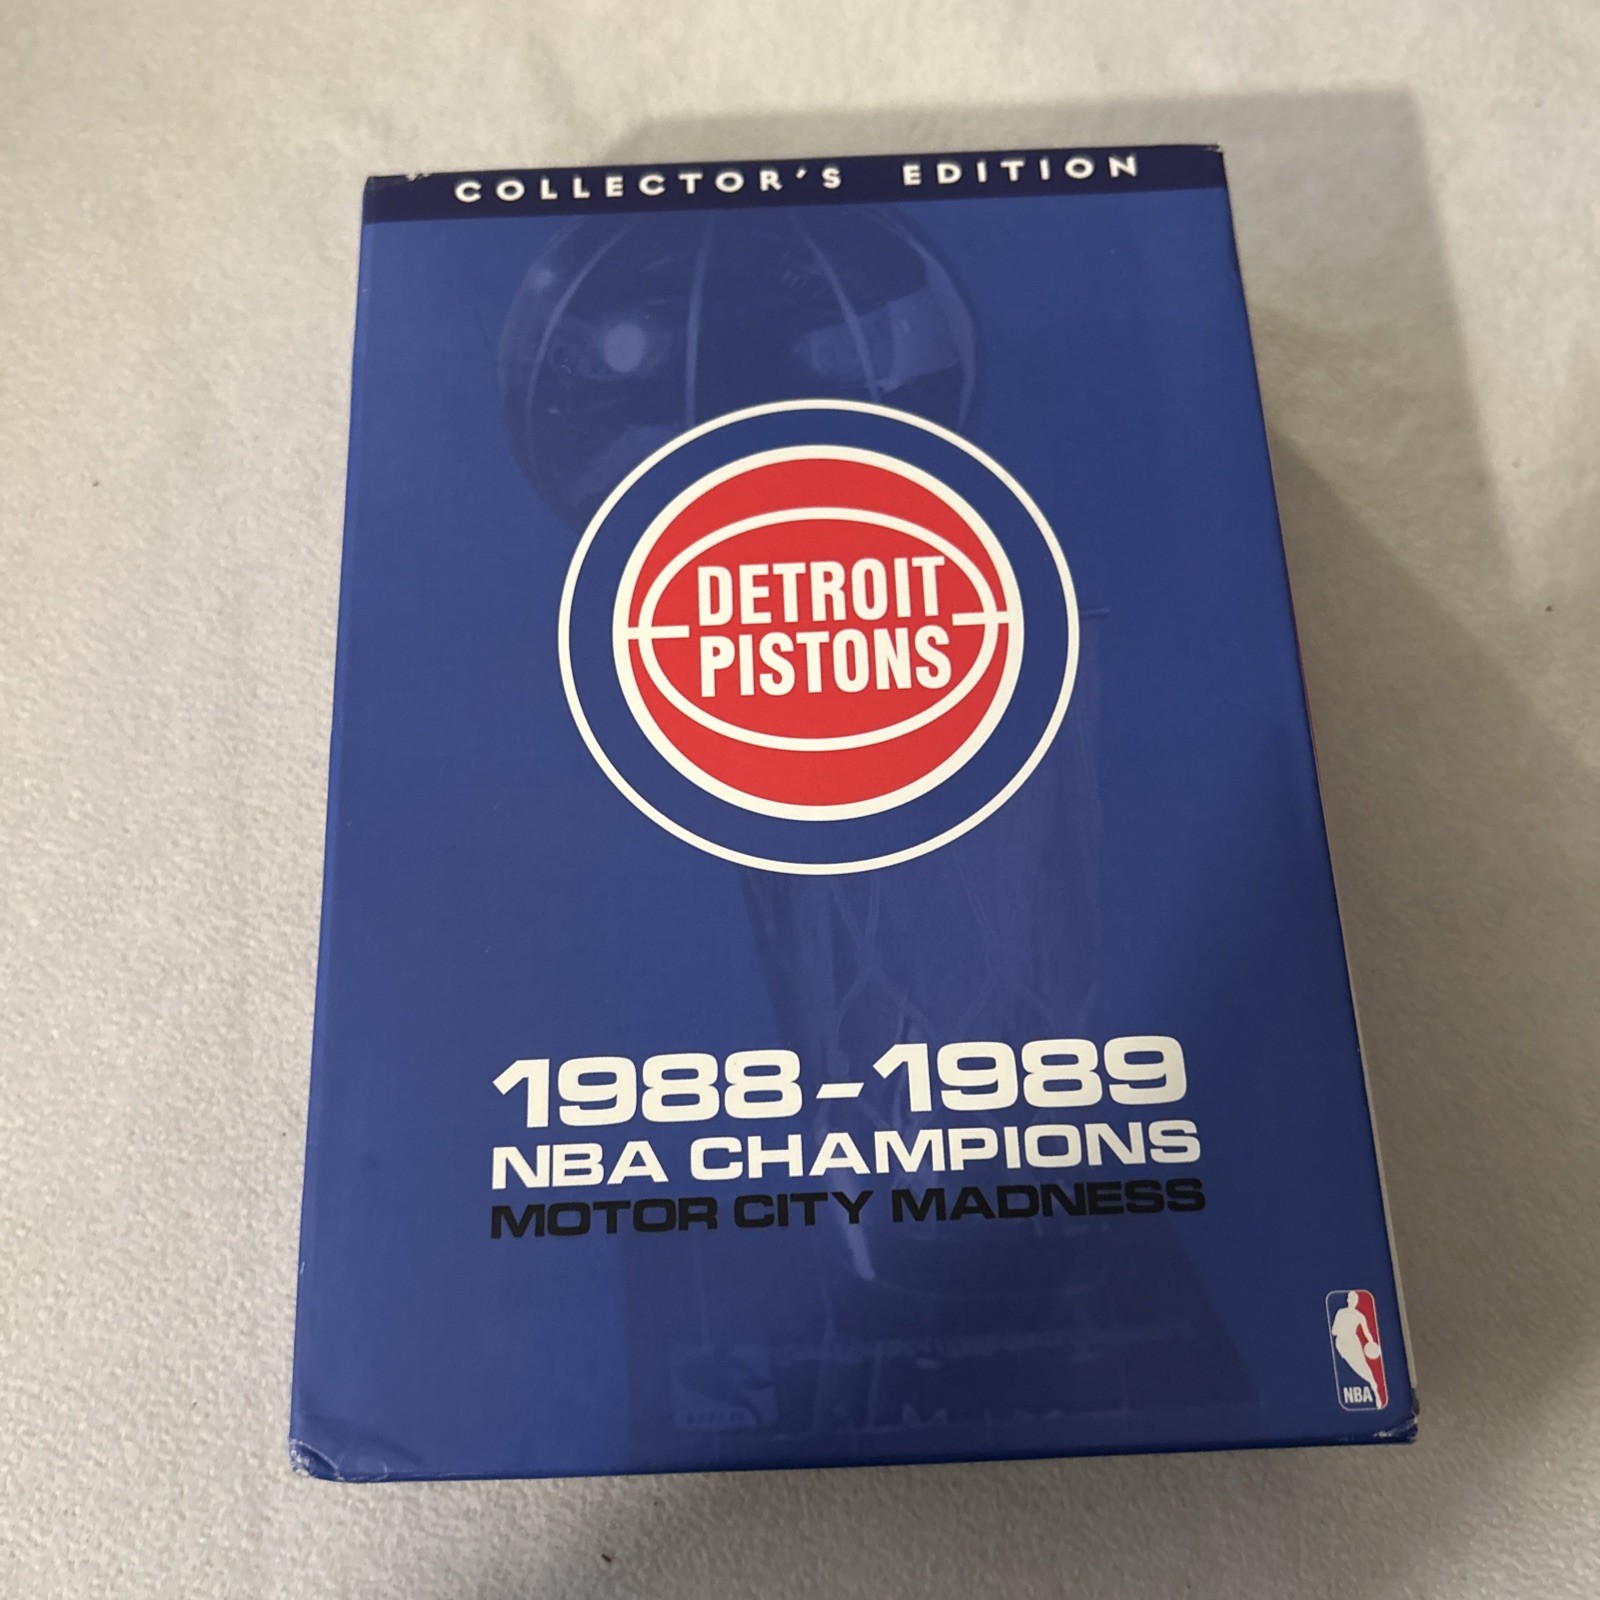 COLLECTOR'S EDITION
DETROIT
PISTONS
1988-1989
NBA CHAMPIONS
MOTOR CITY MADNESS
NBA